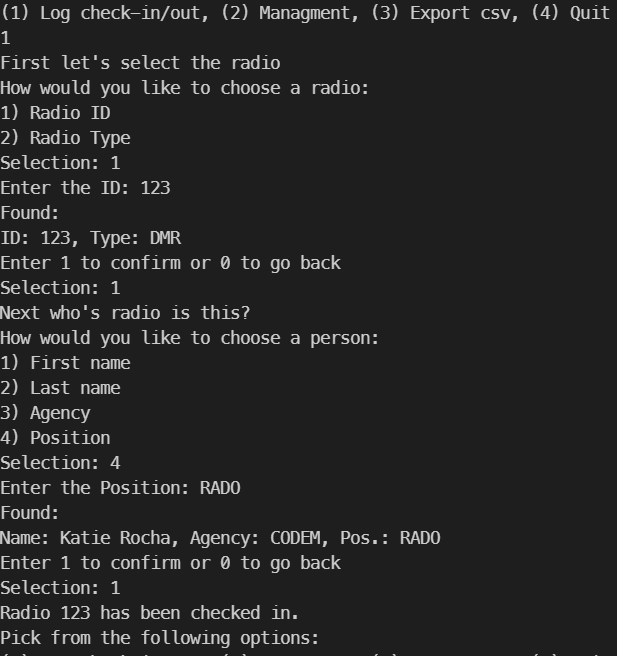 (1) Log check-in/out, (2) Managment, (3) Export csv, (4) Quit
1
First let's select the radio
How would you like to choose a radio:
1) Radio ID
2) Radio Type
Selection: 1
Enter the ID: 123
Found:
ID: 123, Type: DMR
Enter 1 to confirm or 0 to go back
Selection: 1
Next who's radio is this?
How would you like to choose a person:
1) First name
2) Last name
3) Agency
4) Position
Selection: 4
Enter the Position: RADO
Found:
Name: Katie Rocha, Agency: CODEM, Pos.: RADO
Enter 1 to confirm or 0 to go back
Selection: 1
Radio 123 has been checked in.
Pick from the following options: